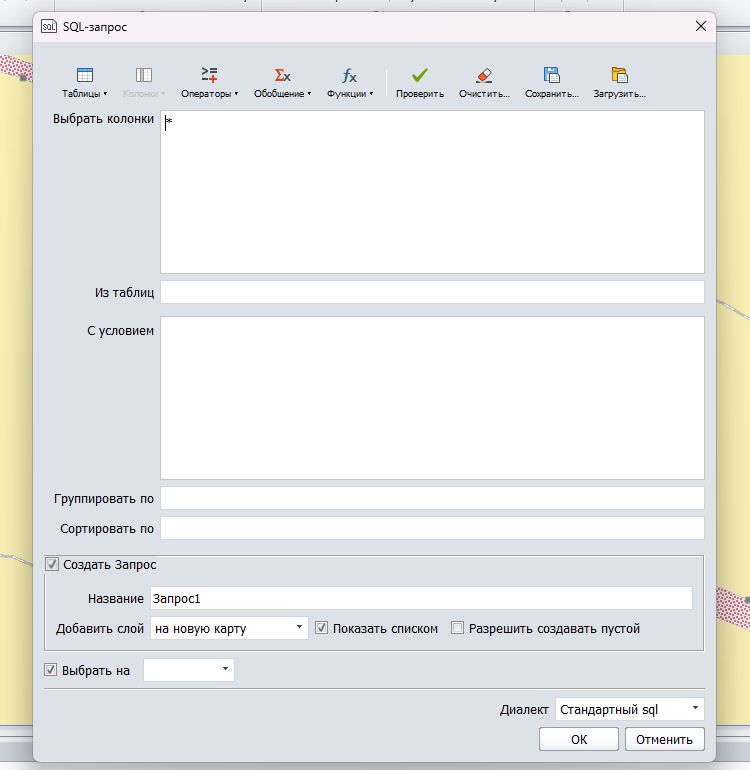 SQL SQL-запрос
Таблицы Колонки Операторы Обобщение Функции Проверить Очистить... Сохранить... Загрузить...
Выбрать колонки *
Из таблиц
С условием
Группировать по
Сортировать по
Создать Запрос
Название Запрос1
Добавить слой на новую карту Показать списком Разрешить создавать пустой
Выбрать на
Диалект Стандартный sql
OK Отменить